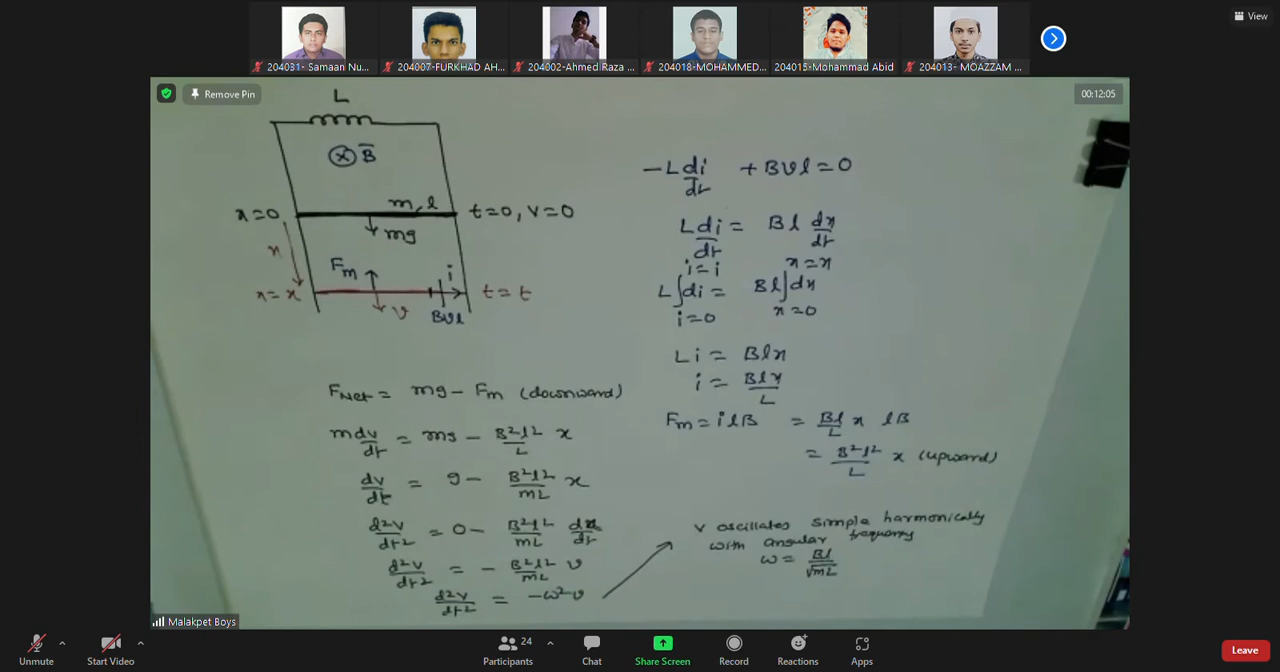 View
204031- Samaan Nu...
204007-FURKHAD AH...
204002-Ahmed Raza ...
204018-MOHAMMED...
204015-Mohammad Abid
204013- MOAZZAM ...
Remove Pin
00:12:05
L
B̅
x=0
m, l
t=0, v=0
mg
x
Fm
i
x=x
v
Bvl
t=t
-L di/dt + Bvl = 0
L di/dt = Bl dx/dt
i=i x=x
L∫di = Bl∫dx
i=0 x=0
Li = Blx
i = Blx/L
Fm = ilB = Bl/L x lB
= B²l²/L x (upward)
FNet = mg - Fm (downward)
mdv/dt = mg - B²l²/L x
dv/dt = g - B²l²/mL x
d²v/dt² = 0 - B²l²/mL dx/dt
d²v/dt² = - B²l²/mL v
d²v/dt² = -ω²v
v oscillates simple harmonically
with angular frequency
ω = Bl/√mL
Malakpet Boys
Unmute
Start Video
24
Participants
Chat
Share Screen
Record
Reactions
Apps
Leave